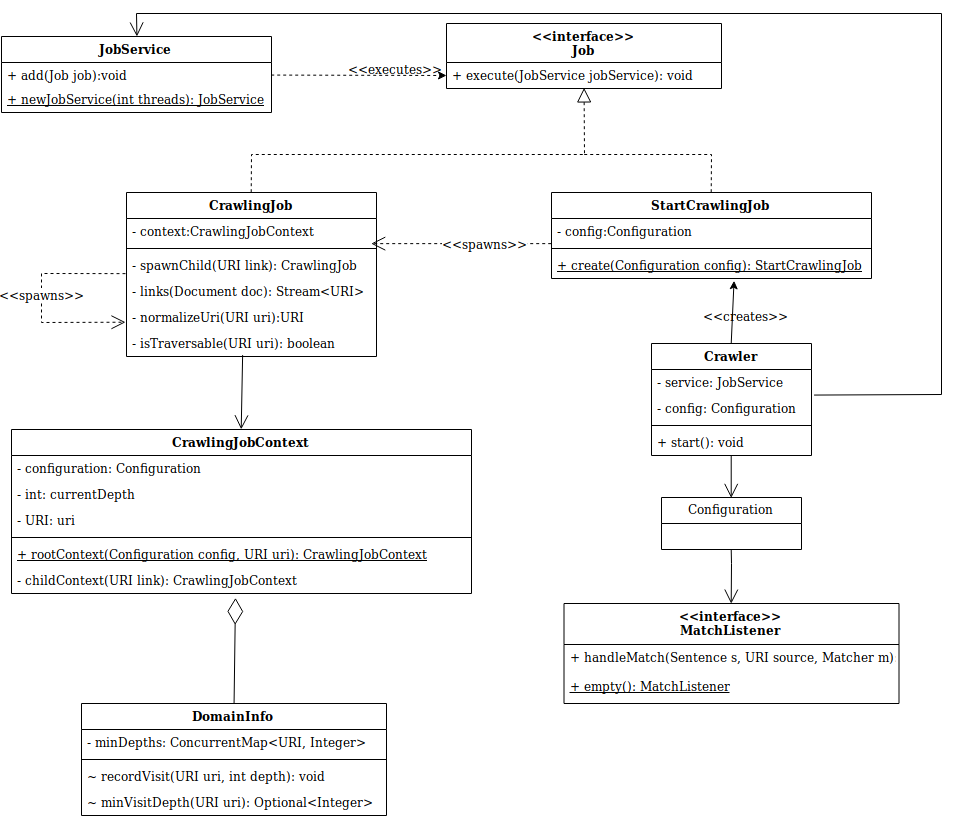 JobService
+ add(Job job):void
+ newJobService(int threads): JobService
<<executes>>
<<interface>>
Job
+ execute(JobService jobService): void
CrawlingJob
- context:CrawlingJobContext
- spawnChild(URI link): CrawlingJob
- links(Document doc): Stream<URI>
- normalizeUri(URI uri):URI
- isTraversable(URI uri): boolean
<<spawns>>
<<spawns>>
StartCrawlingJob
- config:Configuration
+ create(Configuration config): StartCrawlingJob
<<creates>>
Crawler
- service: JobService
- config: Configuration
+ start(): void
CrawlingJobContext
- configuration: Configuration
- int: currentDepth
- URI: uri
+ rootContext(Configuration config, URI uri): CrawlingJobContext
- childContext(URI link): CrawlingJobContext
Configuration
<<interface>>
MatchListener
+ handleMatch(Sentence s, URI source, Matcher m)
+ empty(): MatchListener
DomainInfo
- minDepths: ConcurrentMap<URI, Integer>
~ recordVisit(URI uri, int depth): void
~ minVisitDepth(URI uri): Optional<Integer>